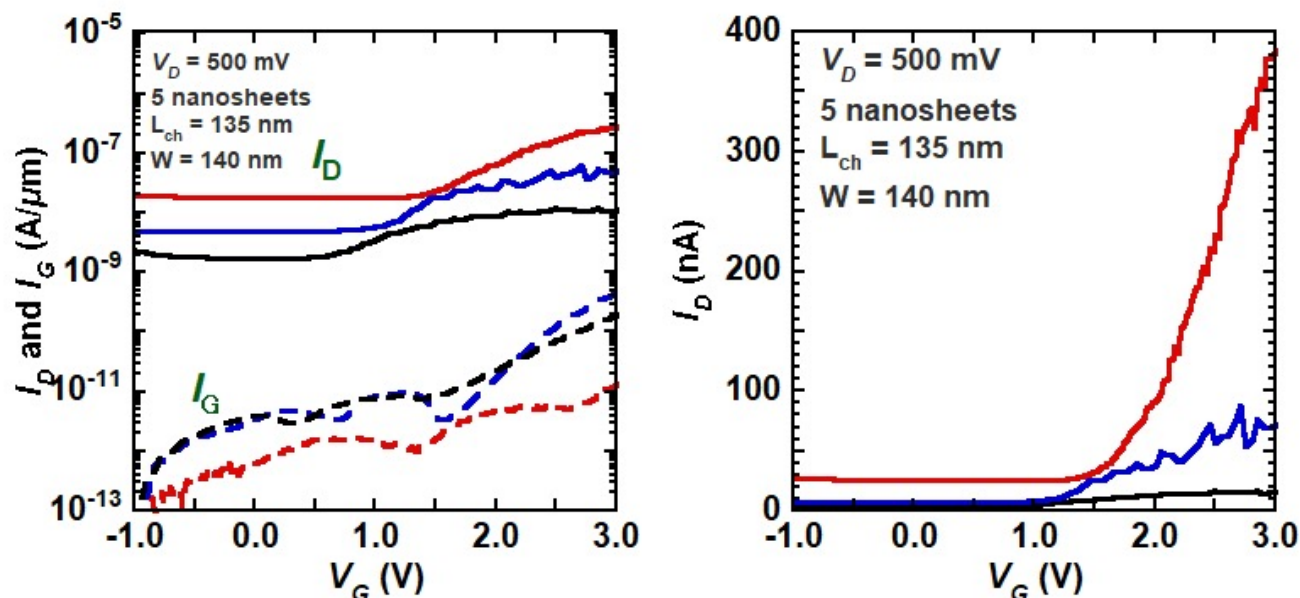 10⁻⁵
10⁻⁷
10⁻⁹
10⁻¹¹
10⁻¹³
I_D and I_G (A/µm)
V_D = 500 mV
5 nanosheets
L_ch = 135 nm
W = 140 nm
I_D
I_G
-1.0 0.0 1.0 2.0 3.0
V_G (V)
400
300
200
100
0
I_D (nA)
V_D = 500 mV
5 nanosheets
L_ch = 135 nm
W = 140 nm
-1.0 0.0 1.0 2.0 3.0
V_G (V)